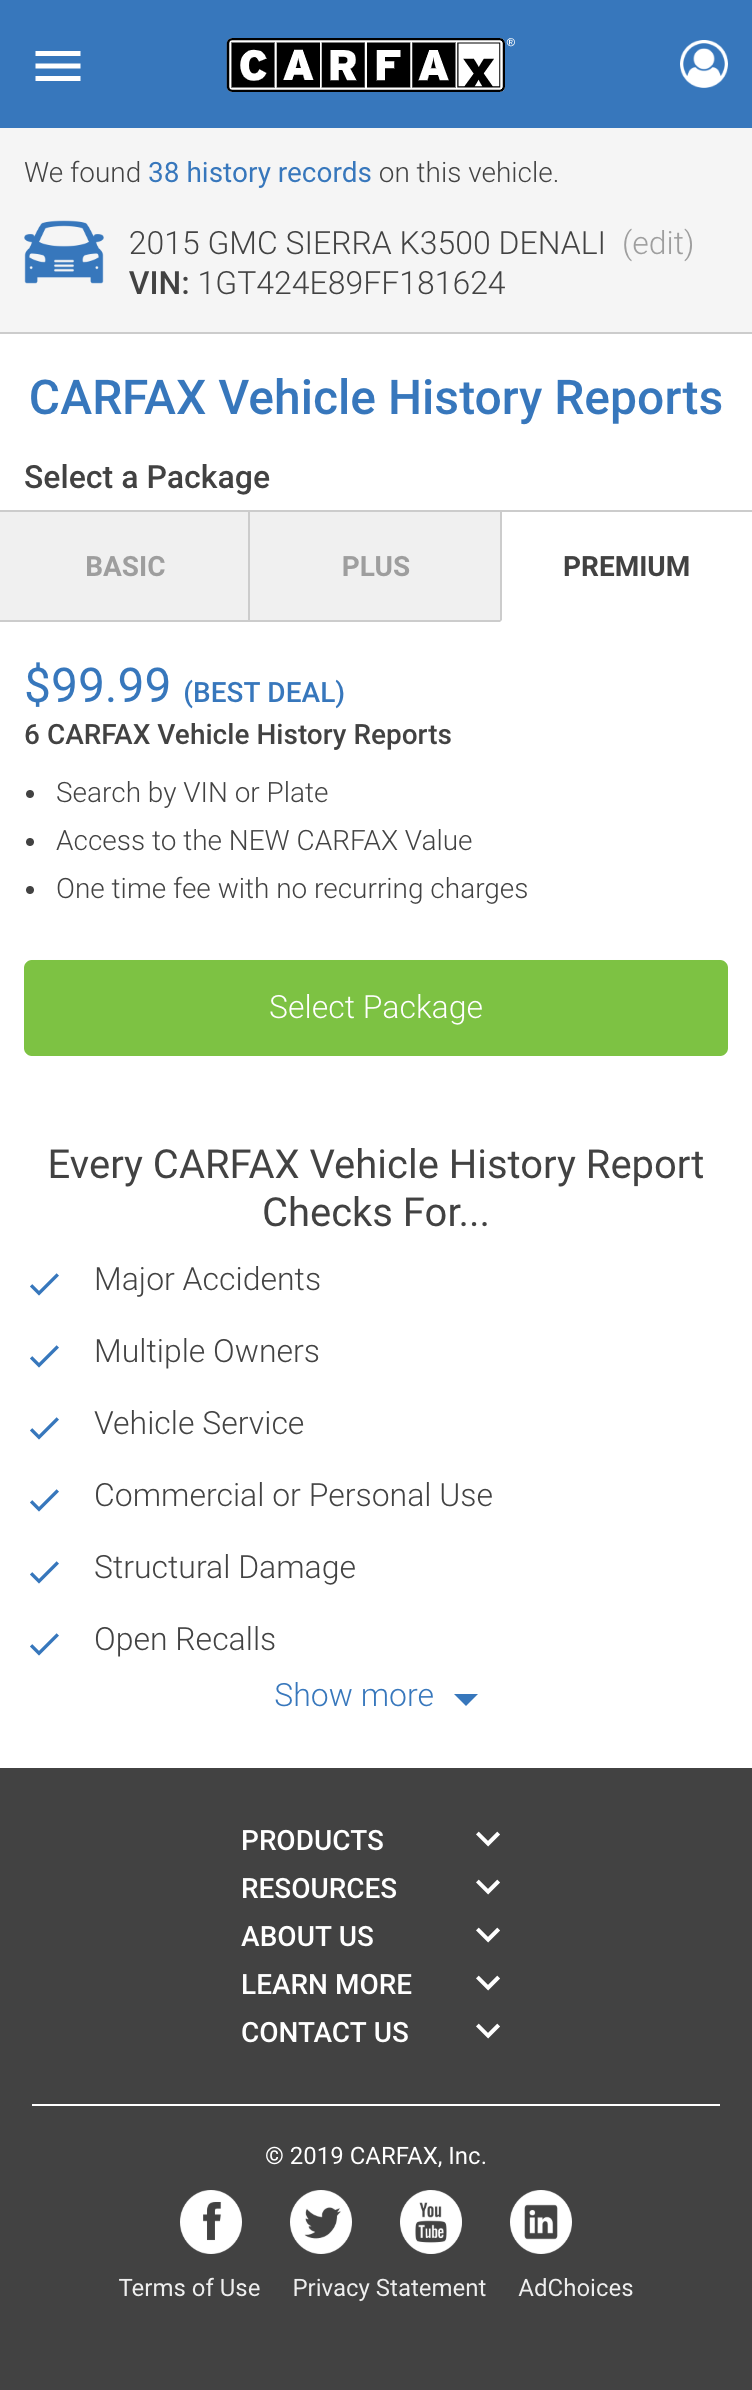 CARFAX®
We found 38 history records on this vehicle.
2015 GMC SIERRA K3500 DENALI (edit)
VIN: 1GT424E89FF181624
CARFAX Vehicle History Reports
Select a Package
BASIC PLUS PREMIUM
$99.99 (BEST DEAL)
6 CARFAX Vehicle History Reports
• Search by VIN or Plate
• Access to the NEW CARFAX Value
• One time fee with no recurring charges
Select Package
Every CARFAX Vehicle History Report
Checks For...
Major Accidents
Multiple Owners
Vehicle Service
Commercial or Personal Use
Structural Damage
Open Recalls
Show more
PRODUCTS
RESOURCES
ABOUT US
LEARN MORE
CONTACT US
© 2019 CARFAX, Inc.
f You Tube in
Terms of Use Privacy Statement AdChoices